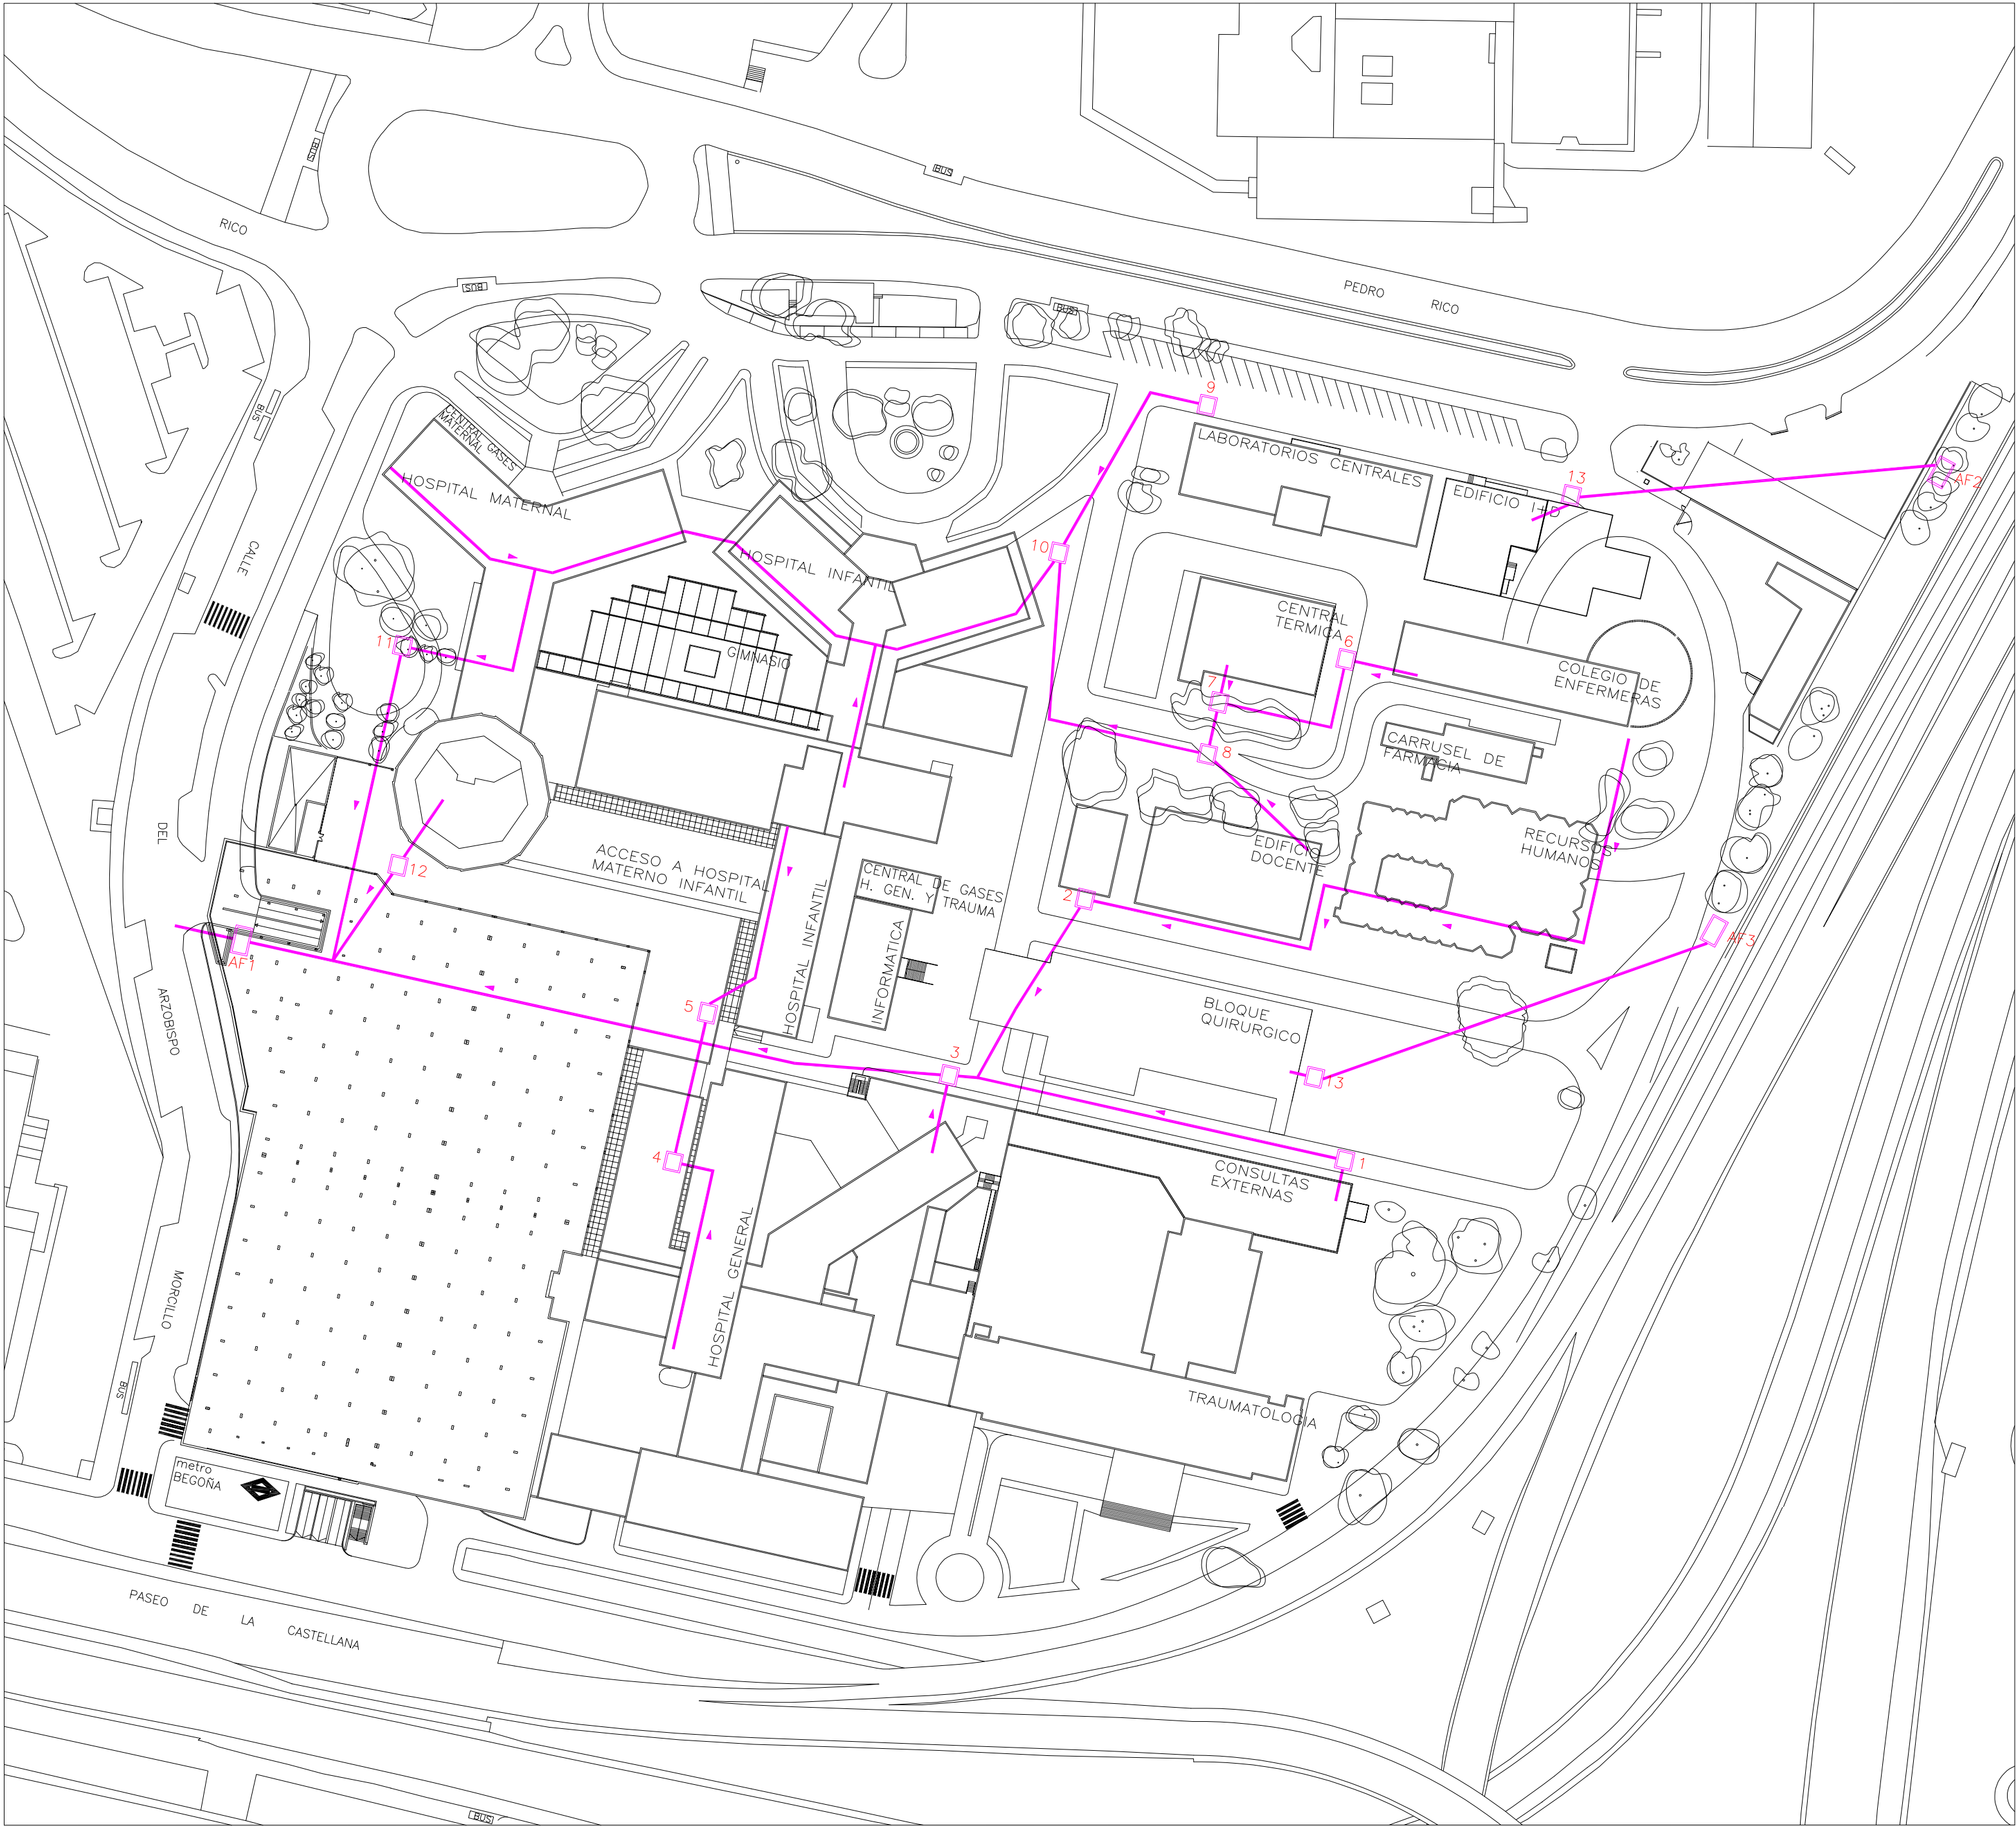 BUS
BUS
RICO
BUS
PEDRO RICO
BUS
BUS
9
CENTRAL GASES
MATERNAL
LABORATORIOS CENTRALES
13
AF2
HOSPITAL MATERNAL
EDIFICIO I+D
10
CALLE
HOSPITAL INFANTIL
CENTRAL
TERMICA
11
GIMNASIO
6
COLEGIO DE
ENFERMERAS
7
CARRUSEL DE
FARMACIA
8
DEL
ACCESO A HOSPITAL
MATERNO INFANTIL
12
EDIFICIO
DOCENTE
RECURSOS
HUMANOS
CENTRAL DE GASES
H. GEN. Y TRAUMA
2
AF1
HOSPITAL INFANTIL
INFORMATICA
AF3
5
BLOQUE
QUIRURGICO
ARZOBISPO
3
13
4
1
CONSULTAS
EXTERNAS
HOSPITAL GENERAL
MORCILLO
BUS
TRAUMATOLOGIA
metro
BEGOÑA
PASEO DE LA CASTELLANA
BUS